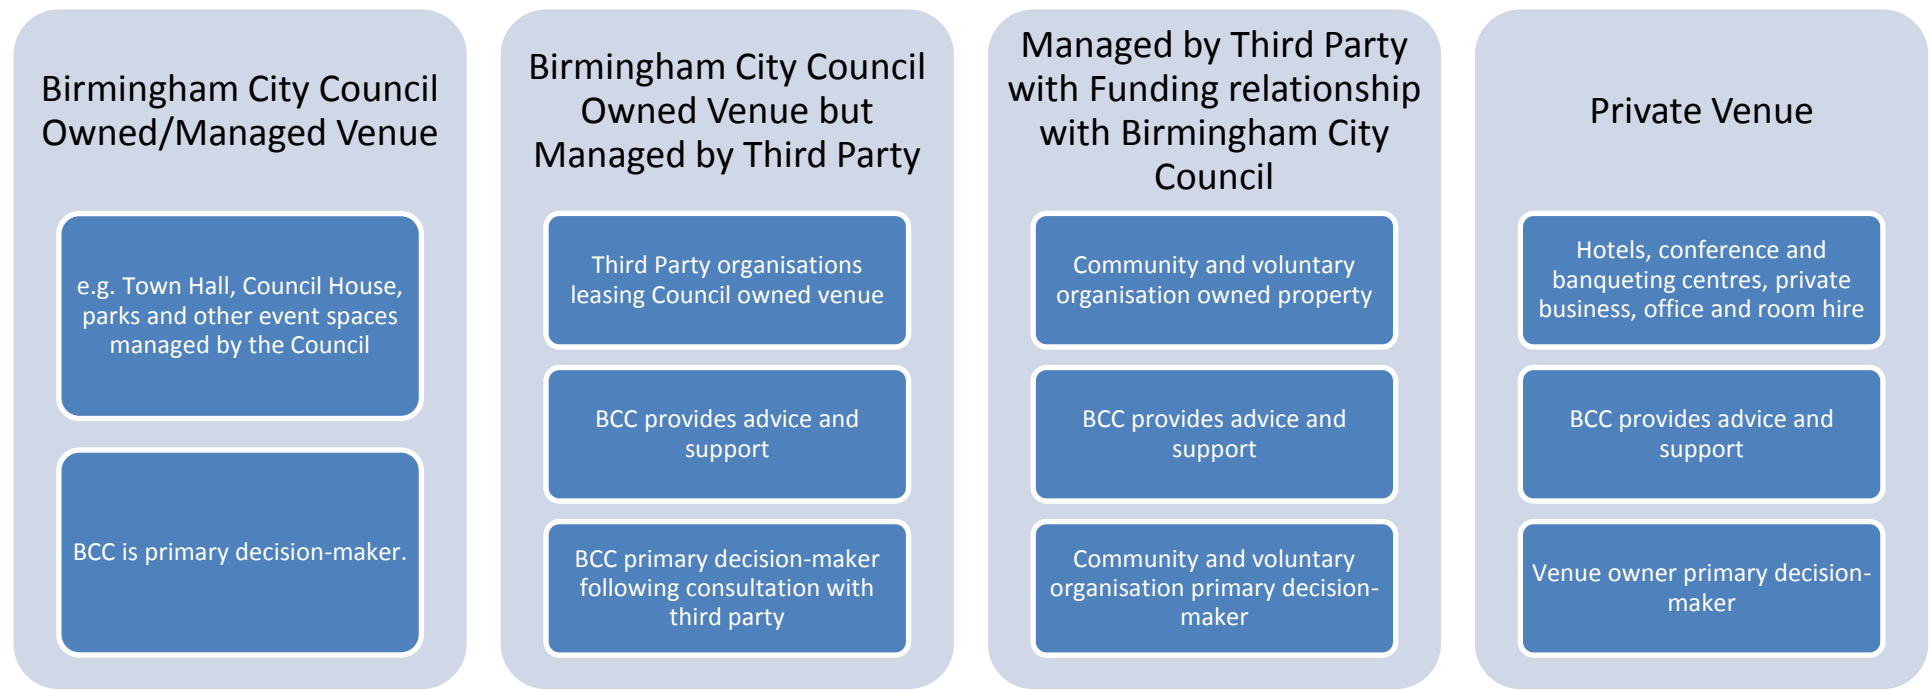 Birmingham City Council
Owned/Managed Venue
e.g. Town Hall, Council House,
parks and other event spaces
managed by the Council
BCC is primary decision-maker.
Birmingham City Council
Owned Venue but
Managed by Third Party
Third Party organisations
leasing Council owned venue
BCC provides advice and
support
BCC primary decision-maker
following consultation with
third party
Managed by Third Party
with Funding relationship
with Birmingham City
Council
Community and voluntary
organisation owned property
BCC provides advice and
support
Community and voluntary
organisation primary decision-
maker
Private Venue
Hotels, conference and
banqueting centres, private
business, office and room hire
BCC provides advice and
support
Venue owner primary decision-
maker